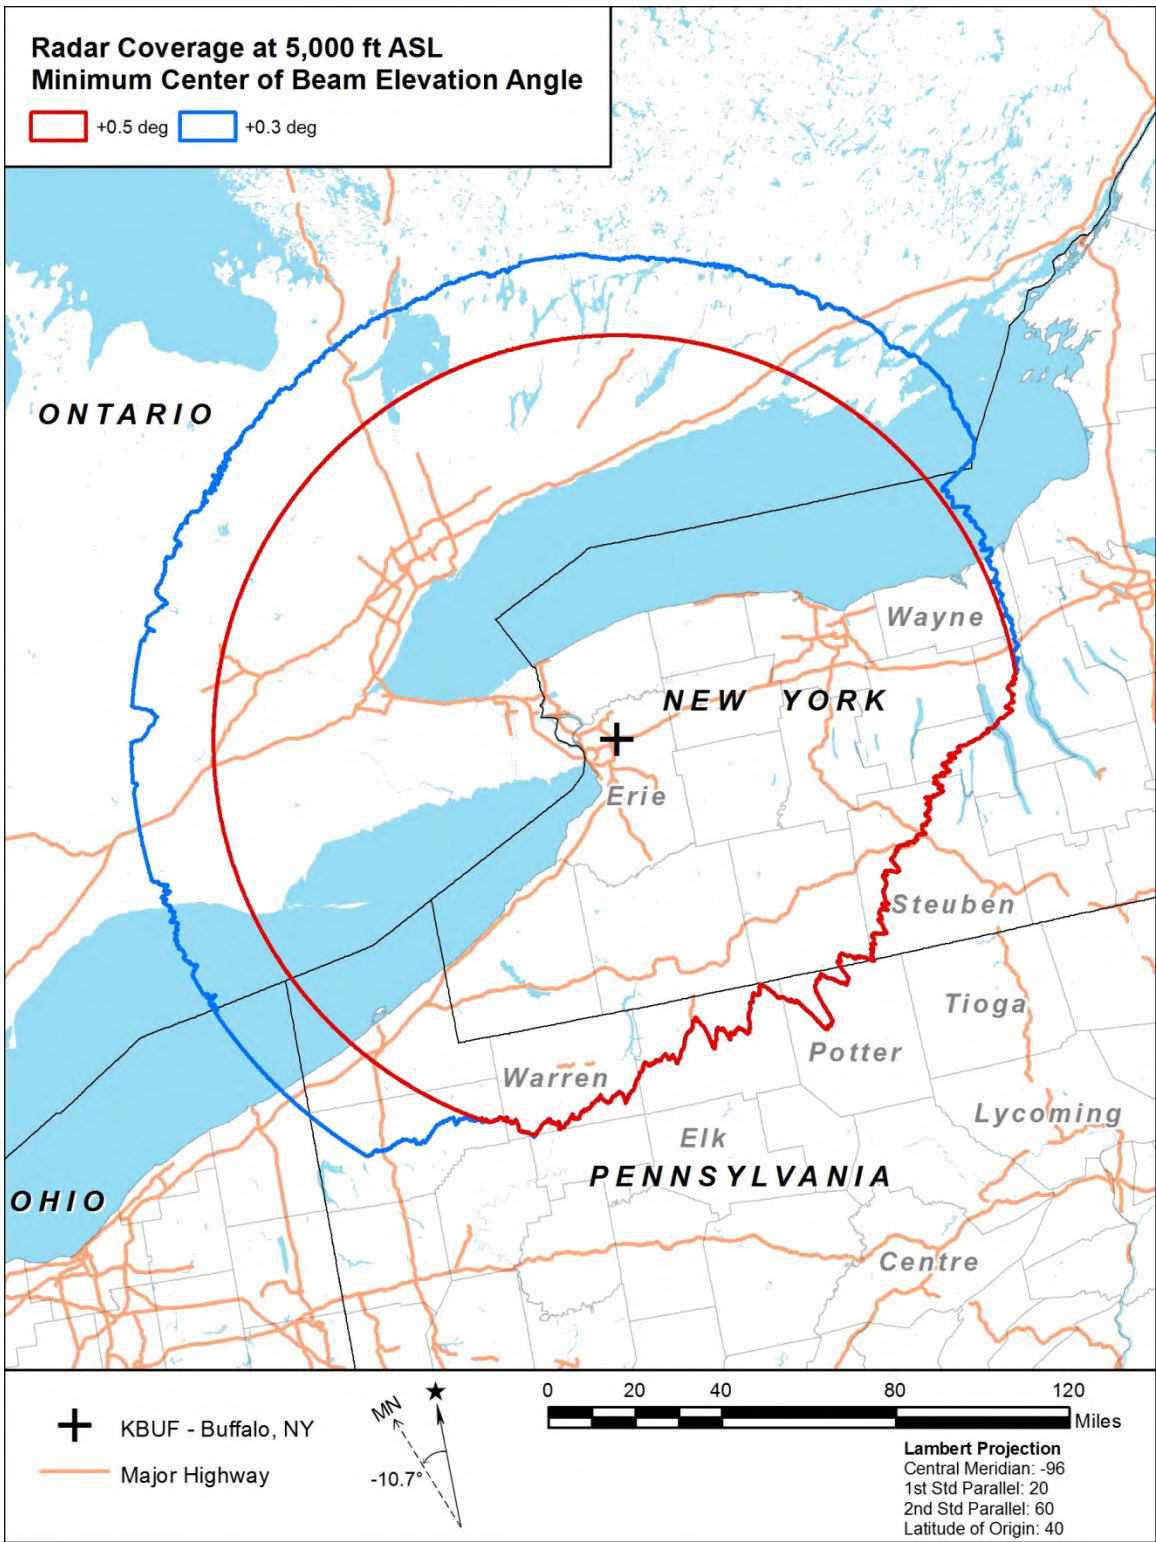 Radar Coverage at 5,000 ft ASL
Minimum Center of Beam Elevation Angle
+0.5 deg +0.3 deg
ONTARIO
Wayne
NEW YORK
Erie
Steuben
Tioga
Potter
Warren
Lycoming
Elk
PENNSYLVANIA
OHIO
Centre
KBUF - Buffalo, NY
Major Highway
MN
-10.7°
0 20 40 80 120
Miles
Lambert Projection
Central Meridian: -96
1st Std Parallel: 20
2nd Std Parallel: 60
Latitude of Origin: 40